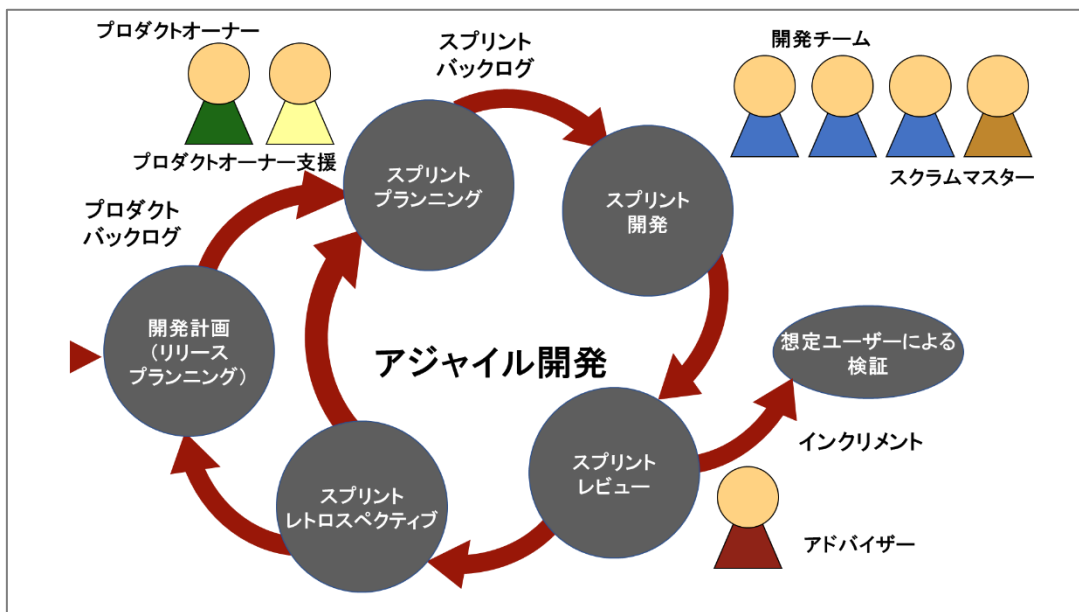 プロダクトオーナー
スプリント
バックログ
開発チーム
プロダクトオーナー支援
スクラムマスター
スプリント
プランニング
スプリント
開発
プロダクト
バックログ
開発計画
(リリース
プランニング)
アジャイル開発
想定ユーザーによる
検証
インクリメント
スプリント
レビュー
スプリント
レトロスペクティブ
アドバイザー